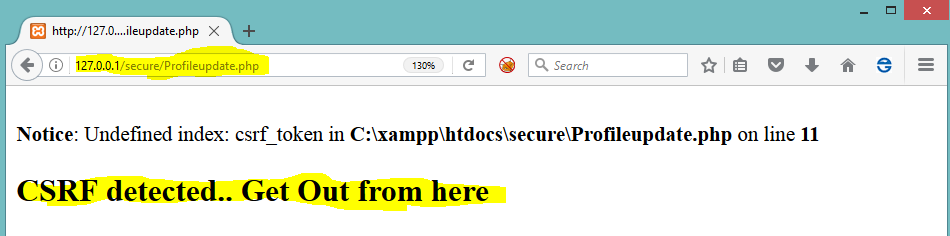 http://127.0....ileupdate.php
127.0.0.1/secure/Profileupdate.php
130%
Search
Notice: Undefined index: csrf_token in C:\xampp\htdocs\secure\Profileupdate.php on line 11
CSRF detected.. Get Out from here